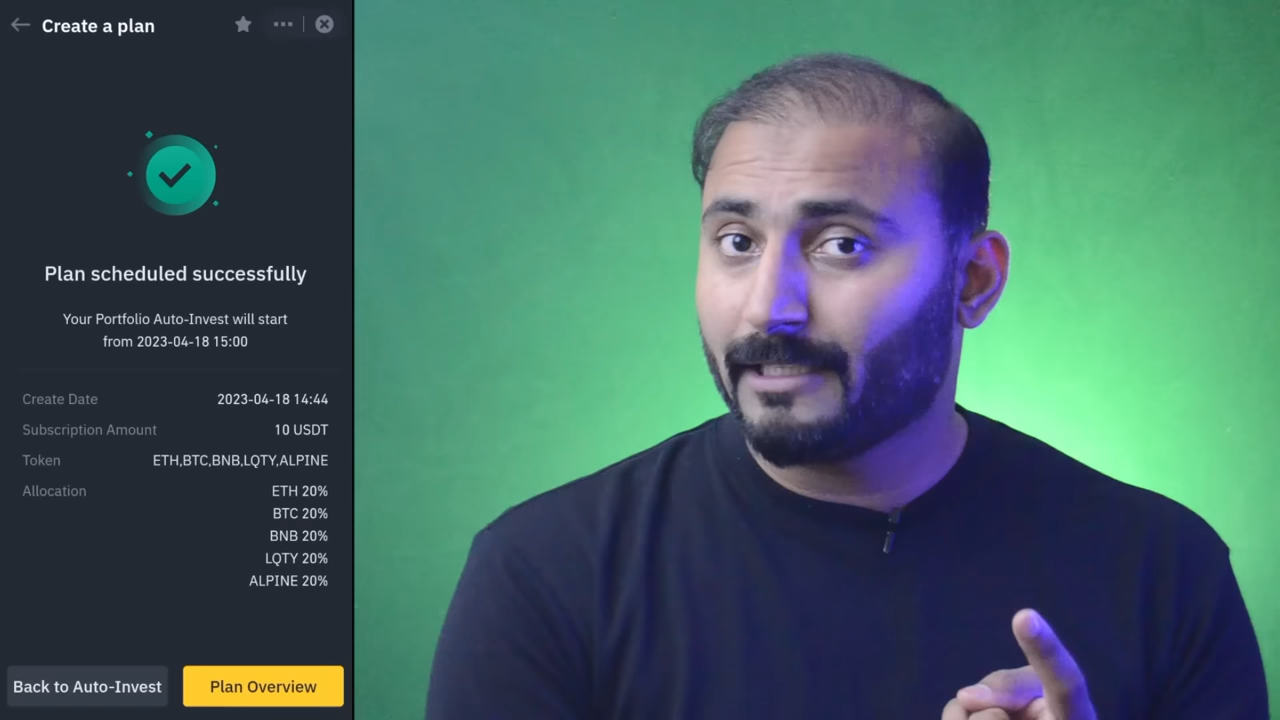 Create a plan
Plan scheduled successfully
Your Portfolio Auto-Invest will start
from 2023-04-18 15:00
Create Date 2023-04-18 14:44
Subscription Amount 10 USDT
Token ETH,BTC,BNB,LQTY,ALPINE
Allocation ETH 20%
BTC 20%
BNB 20%
LQTY 20%
ALPINE 20%
Back to Auto-Invest Plan Overview